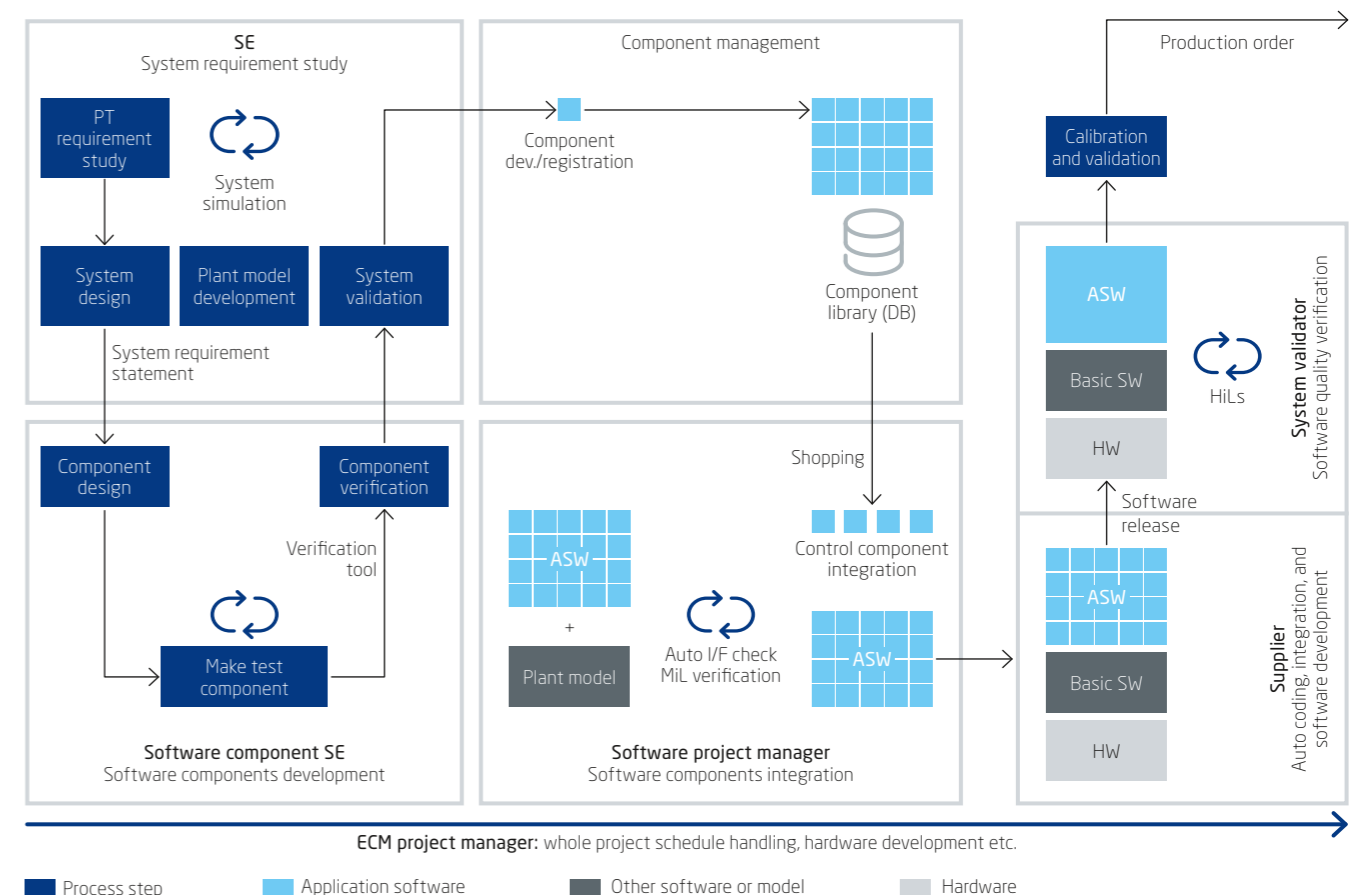 SE
System requirement study
PT
requirement
study
System
simulation
System
design
Plant model
development
System
validation
System requirement
statement
Component management
Component
dev./registration
Component
library (DB)
Production order
Calibration
and validation
ASW
Basic SW
HW
HiLs
System validator
Software quality verification
Component
design
Component
verification
Verification
tool
Make test
component
Software component SE
Software components development
Shopping
Control component
integration
ASW
+
Plant model
Auto I/F check
MiL verification
ASW
Software project manager
Software components integration
Software
release
ASW
Basic SW
HW
Supplier
Auto coding, integration, and
software development
ECM project manager: whole project schedule handling, hardware development etc.
Process step
Application software
Other software or model
Hardware